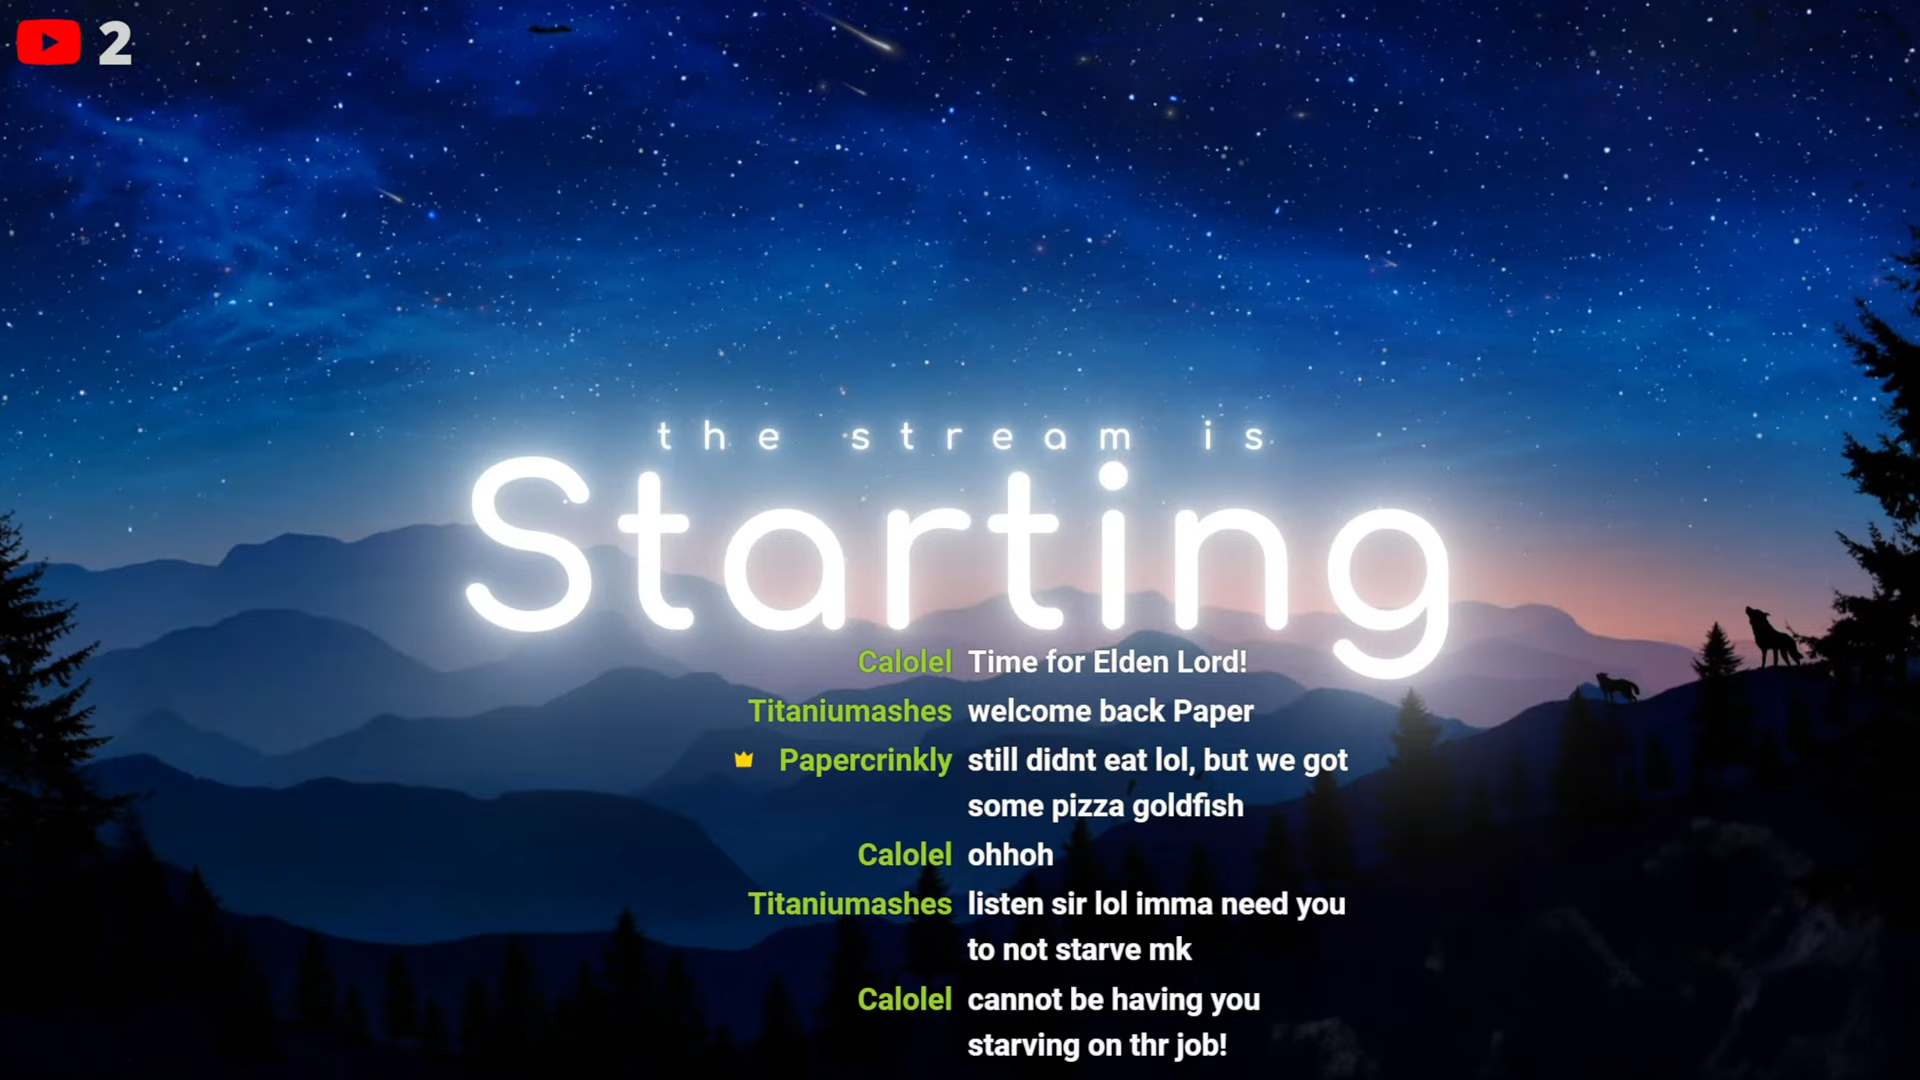 2
the stream is
Starting
Calolel Time for Elden Lord!
Titaniumashes welcome back Paper
Papercrinkly still didnt eat lol, but we got
some pizza goldfish
Calolel ohhoh
Titaniumashes listen sir lol imma need you
to not starve mk
Calolel cannot be having you
starving on thr job!